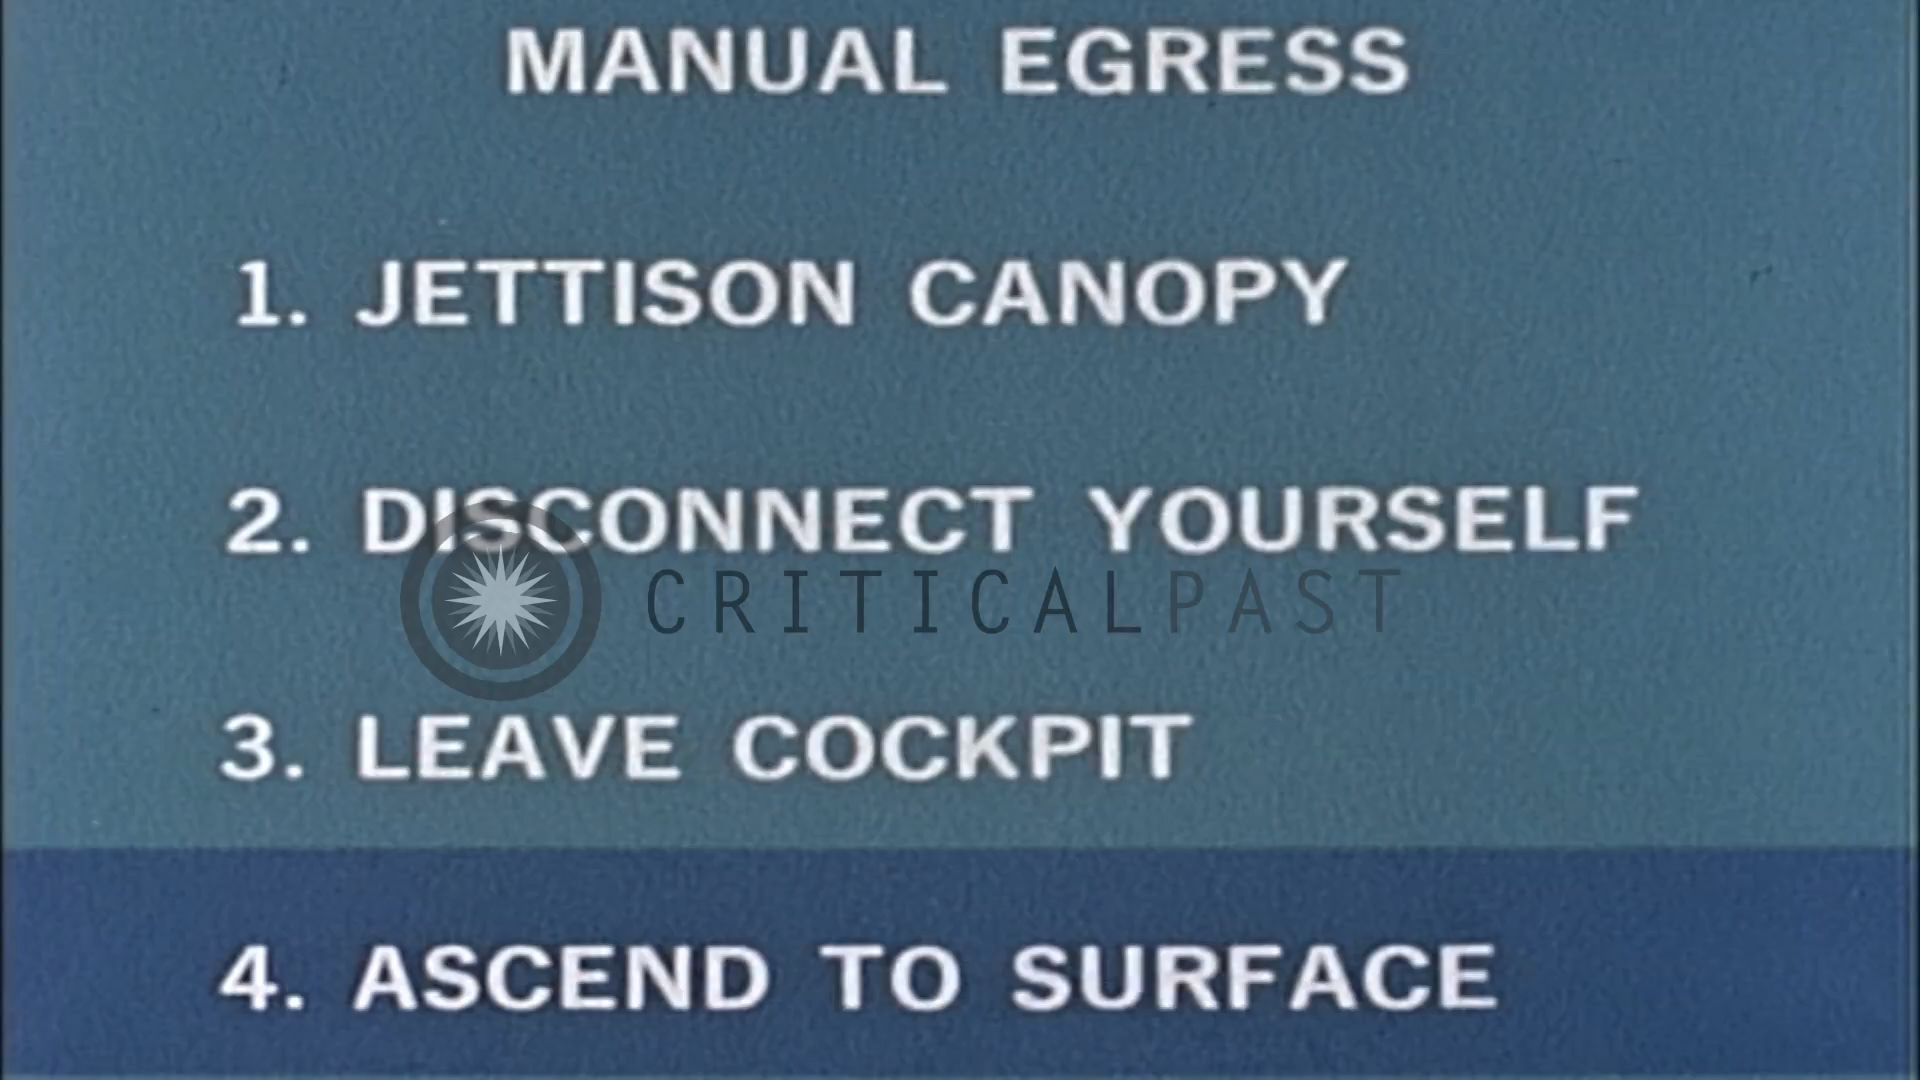 MANUAL EGRESS
1. JETTISON CANOPY
2. DISCONNECT YOURSELF
CRITICALPAST
3. LEAVE COCKPIT
4. ASCEND TO SURFACE